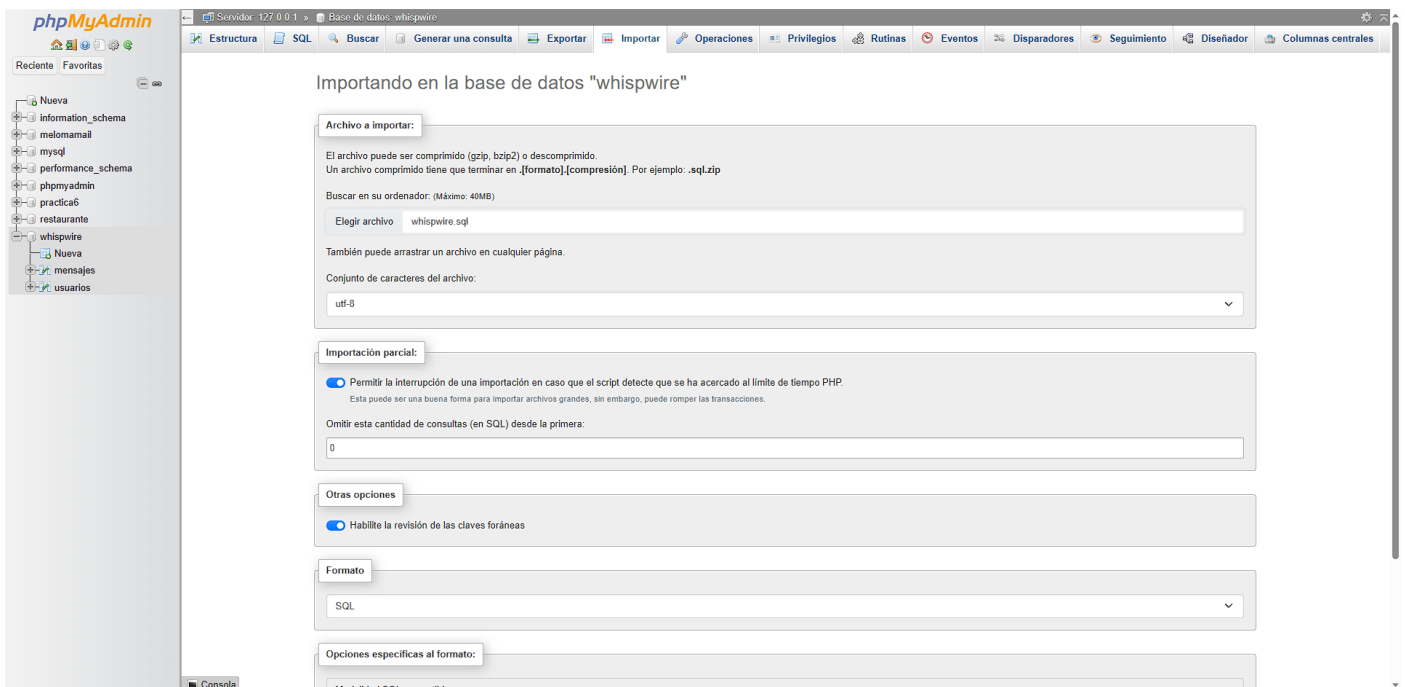 phpMyAdmin
Reciente Favoritas
Nueva
information_schema
melomamail
mysql
performance_schema
phpmyadmin
practica6
restaurante
whispwire
Nueva
mensajes
usuarios
Servidor: 127.0.0.1 » Base de datos: whispwire
Estructura SQL Buscar Generar una consulta Exportar Importar Operaciones Privilegios Rutinas Eventos Disparadores Seguimiento Diseñador Columnas centrales
Importando en la base de datos "whispwire"
Archivo a importar:
El archivo puede ser comprimido (gzip, bzip2) o descomprimido.
Un archivo comprimido tiene que terminar en .[formato].[compresión]. Por ejemplo: .sql.zip
Buscar en su ordenador: (Máximo: 40MB)
Elegir archivo whispwire.sql
También puede arrastrar un archivo en cualquier página.
Conjunto de caracteres del archivo:
utf-8
Importación parcial:
Permitir la interrupción de una importación en caso que el script detecte que se ha acercado al límite de tiempo PHP.
Esta puede ser una buena forma para importar archivos grandes, sin embargo, puede romper las transacciones.
Omitir esta cantidad de consultas (en SQL) desde la primera:
0
Otras opciones
Habilite la revisión de las claves foráneas
Formato
SQL
Opciones específicas al formato:
Consola